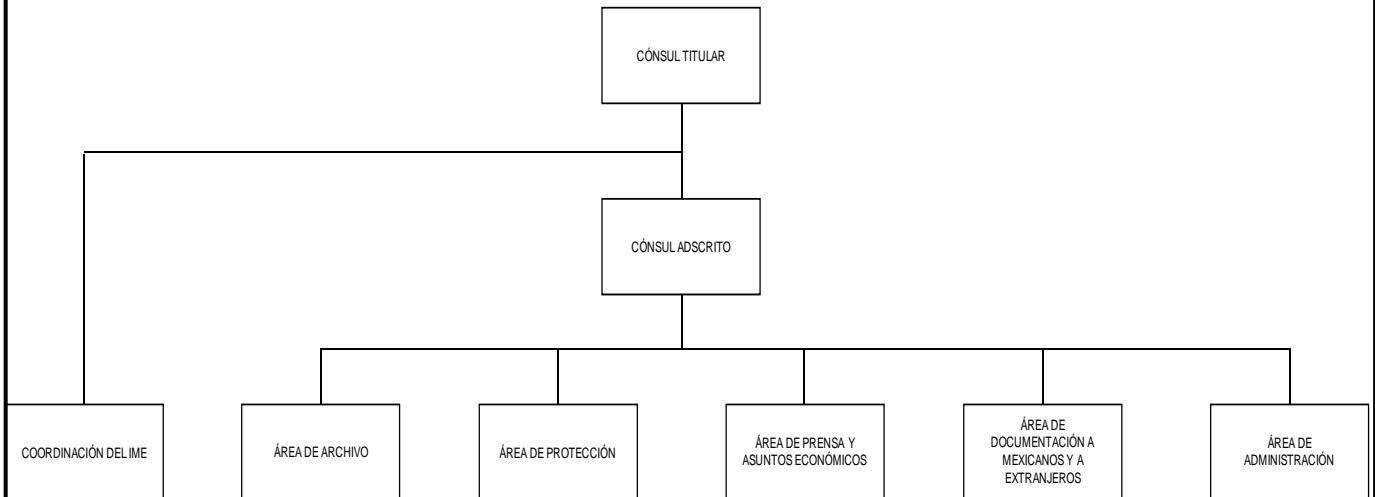 CÓNSUL TITULAR
CÓNSUL ADSCRITO
COORDINACIÓN DEL IME
ÁREA DE ARCHIVO
ÁREA DE PROTECCIÓN
ÁREA DE PRENSA Y
ASUNTOS ECONÓMICOS
ÁREA DE
DOCUMENTACIÓN A
MEXICANOS Y A
EXTRANJEROS
ÁREA DE
ADMINISTRACIÓN